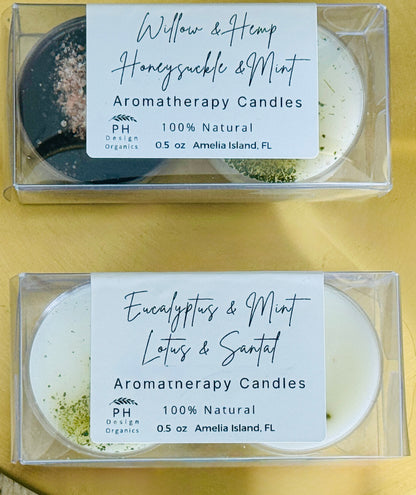 Willow & Hemp
Honeysuckle & Mint
Aromatherapy Candles
PH
Design
Organics
100% Natural
0.5 oz Amelia Island, FL
Eucalyptus & Mint
Lotus & Santal
Aromatherapy Candles
PH
Design
Organics
100% Natural
0.5 oz Amelia Island, FL